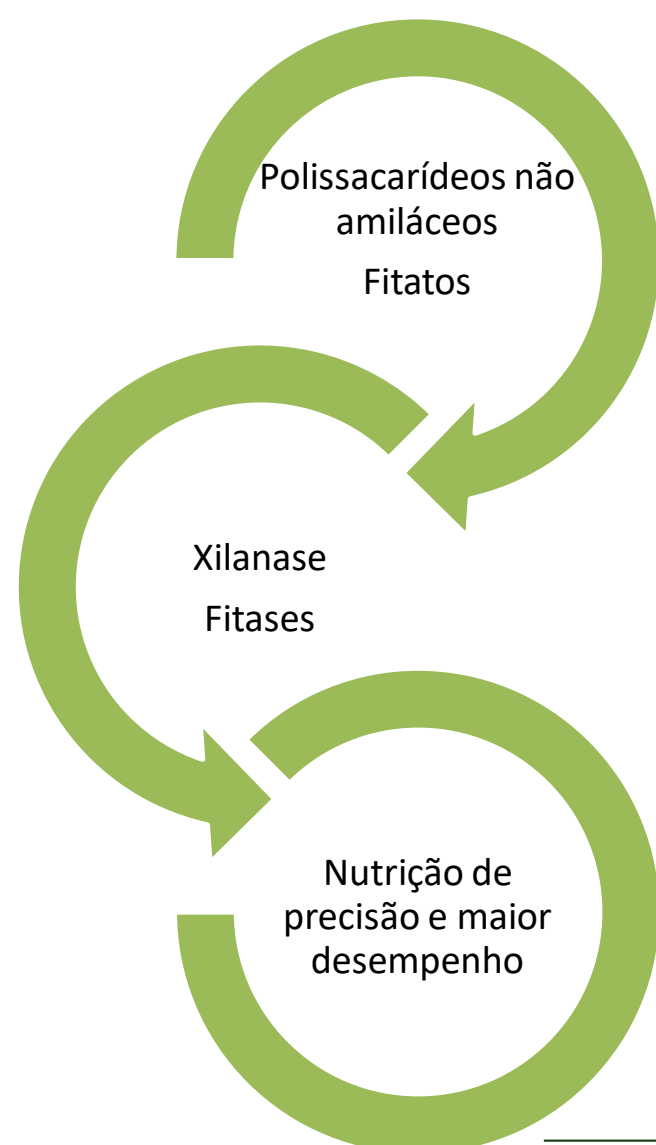 Polissacarídeos não
amiláceos
Fitatos
Xilanase
Fitases
Nutrição de
precisão e maior
desempenho